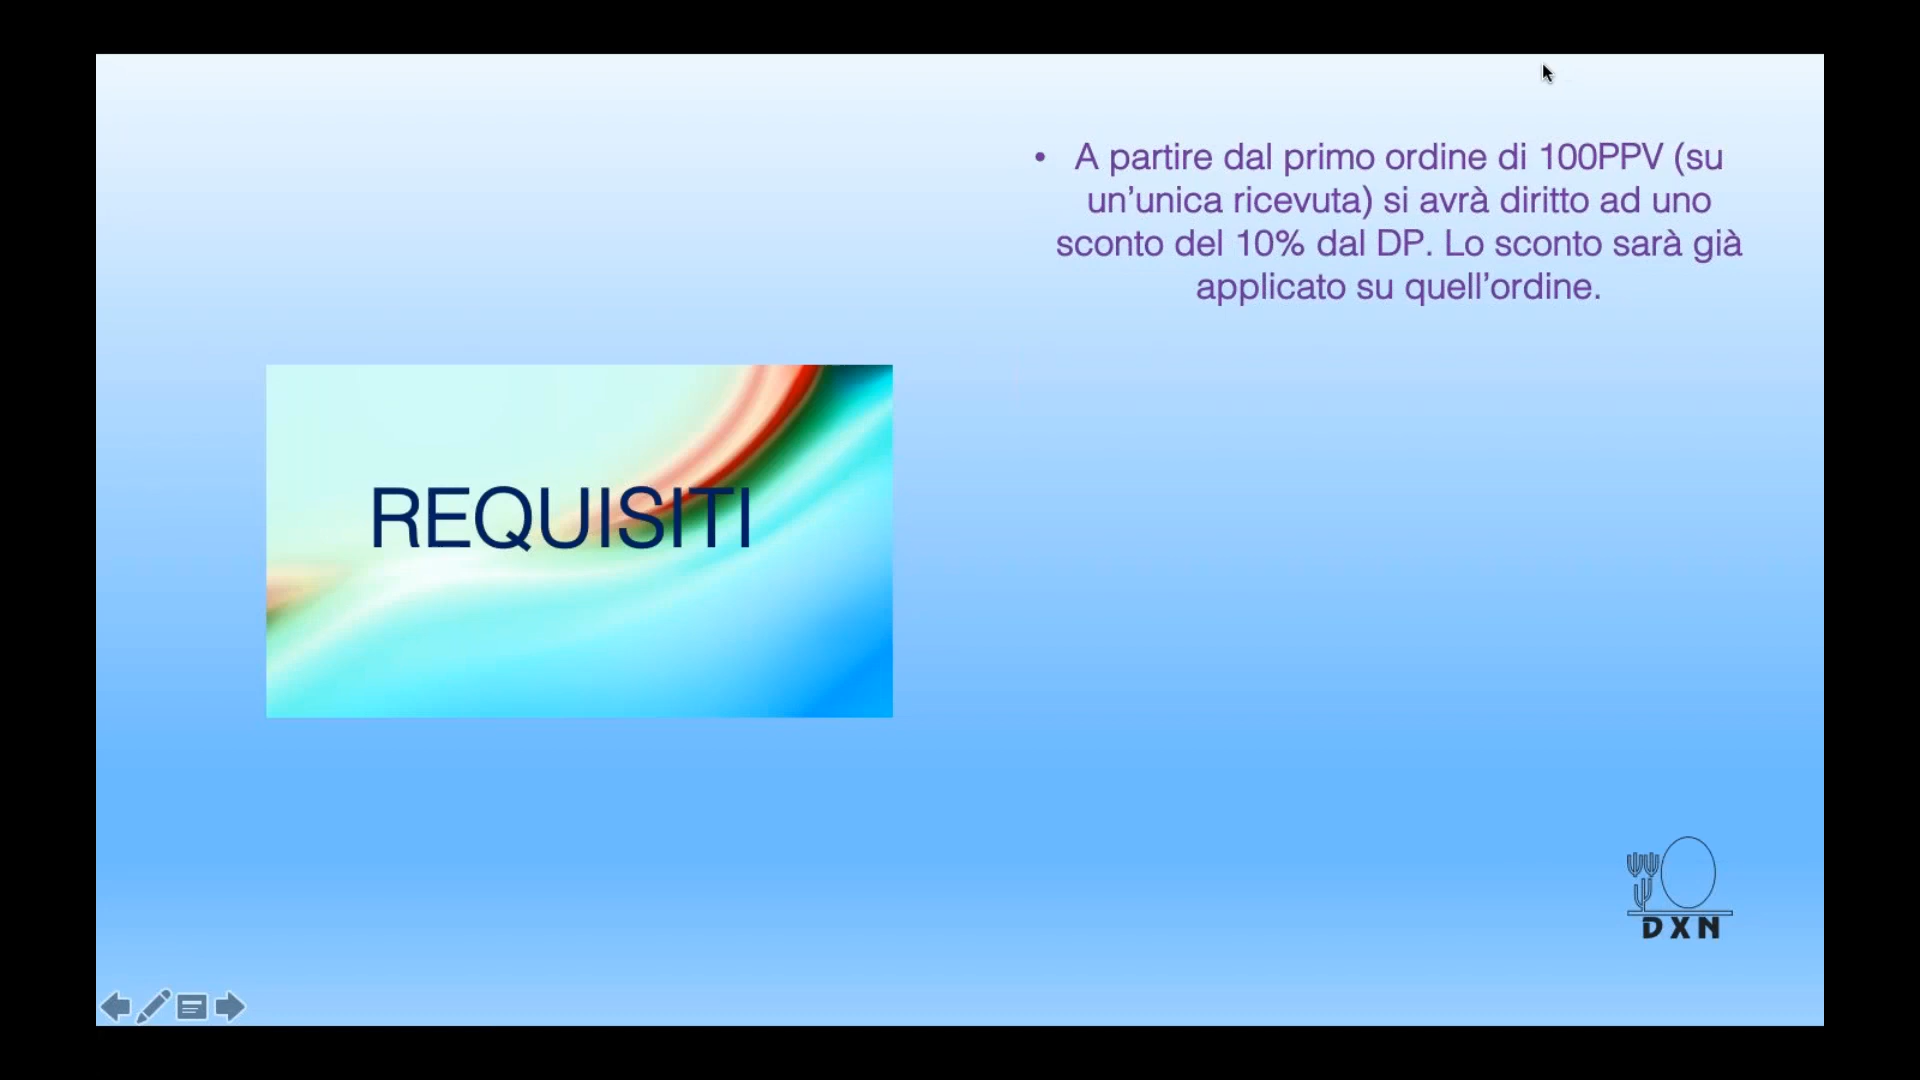 • A partire dal primo ordine di 100PPV (su
un’unica ricevuta) si avrà diritto ad uno
sconto del 10% dal DP. Lo sconto sarà già
applicato su quell’ordine.
REQUISITI
DXN